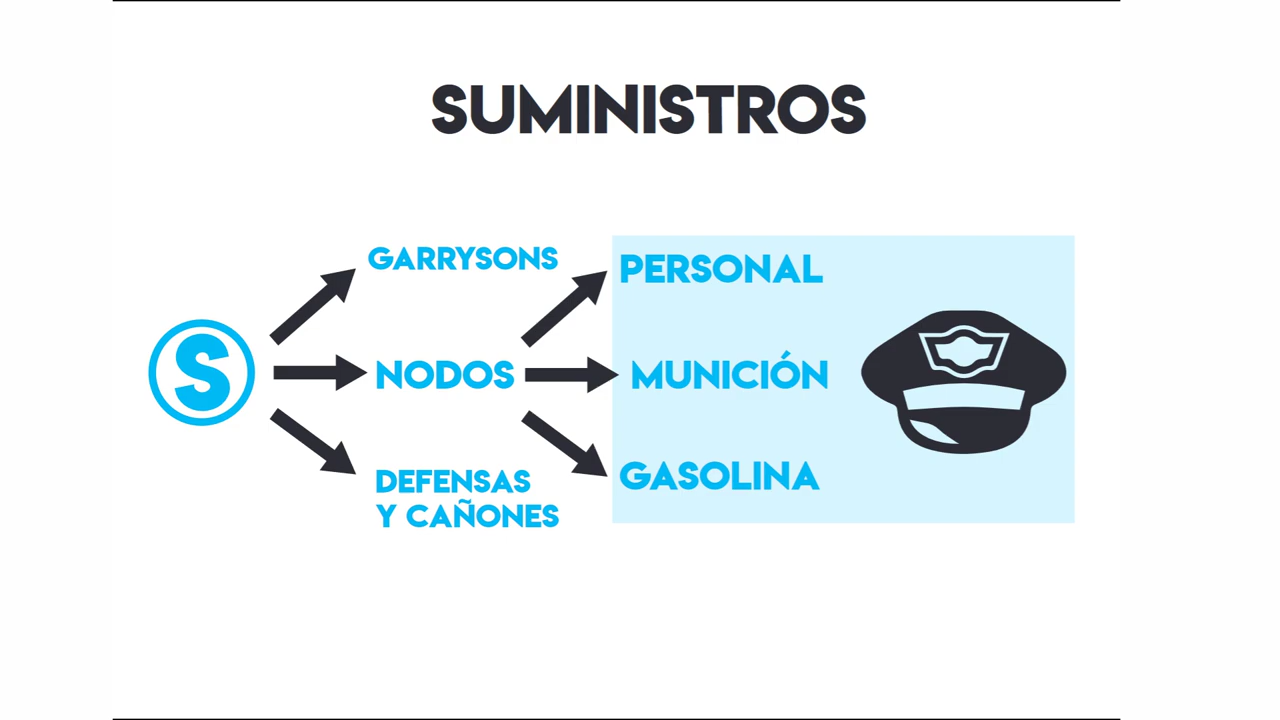 SUMINISTROS
S
GARRYSONS
NODOS
DEFENSAS
Y CAÑONES
PERSONAL
MUNICIÓN
GASOLINA